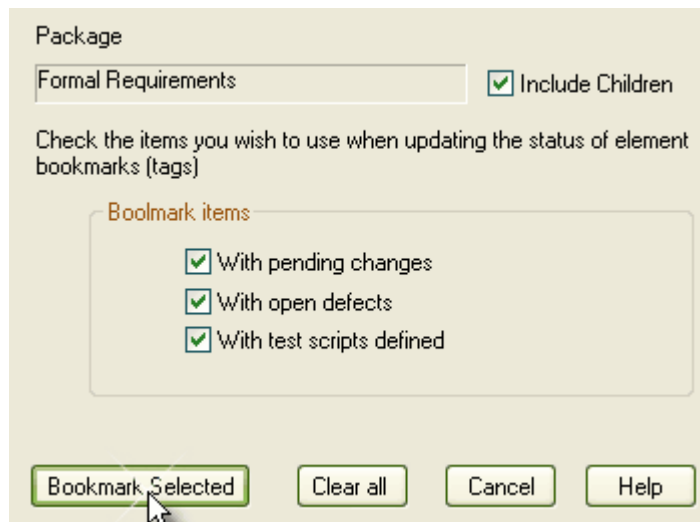 Package
Formal Requirements Include Children
Check the items you wish to use when updating the status of element
bookmarks (tags)
Boolmark items
With pending changes
With open defects
With test scripts defined
Bookmark Selected Clear all Cancel Help